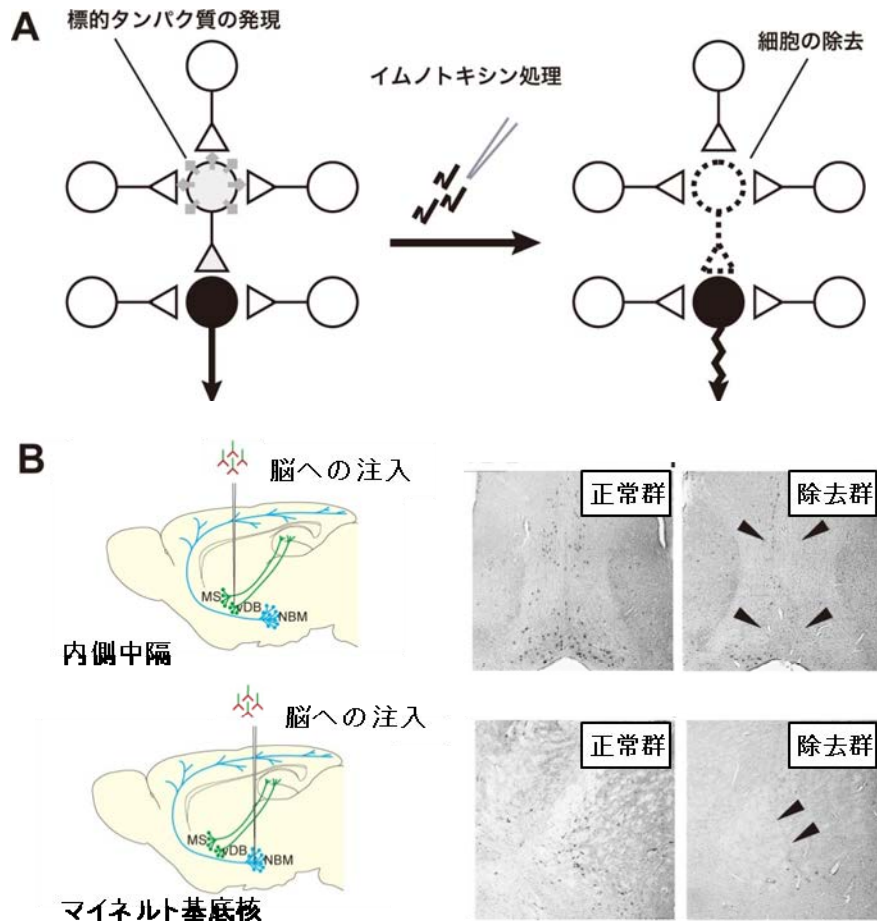 A
標的タンパク質の発現
細胞の除去
イムノトキシン処理
B
脳への注入
MS
vDB
NBM
内側中隔
正常群
除去群
脳への注入
MS
vDB
NBM
マイネルト基底核
正常群
除去群